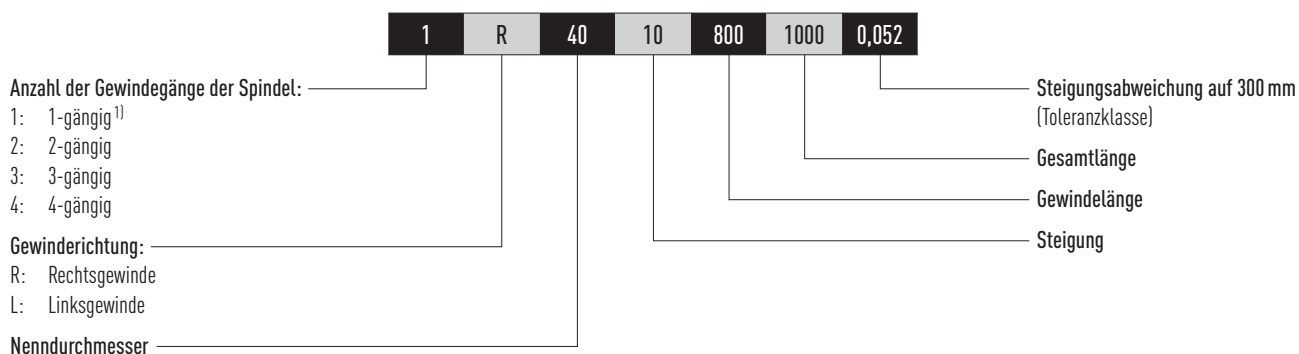 1 R 40 10 800 1000 0,052
Anzahl der Gewindegänge der Spindel:
1: 1-gängig 1)
2: 2-gängig
3: 3-gängig
4: 4-gängig
Gewinderichtung:
R: Rechtsgewinde
L: Linksgewinde
Nenndurchmesser
Steigungsabweichung auf 300 mm
(Toleranzklasse)
Gesamtlänge
Gewindelänge
Steigung